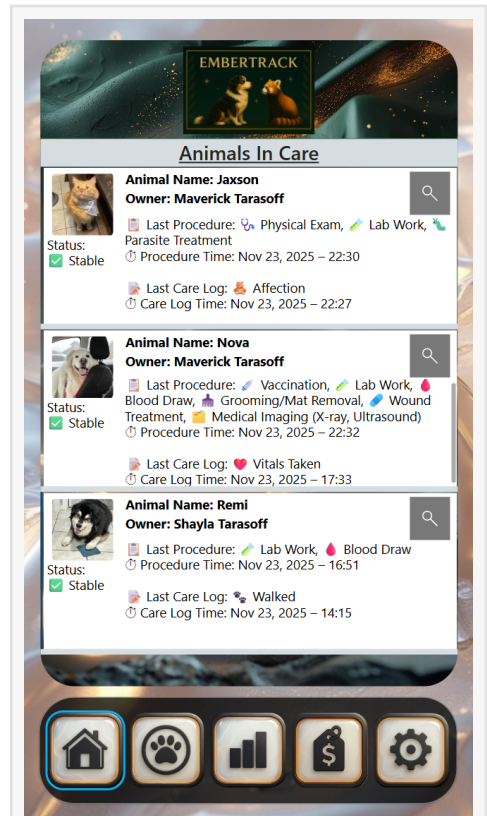 EMBERTRACK
Animals In Care
Animal Name: Jaxson
Owner: Maverick Tarasoff
Status:
✅ Stable
📋 Last Procedure: 🩺 Physical Exam, 🧪 Lab Work, 🐛
Parasite Treatment
⏱ Procedure Time: Nov 23, 2025 – 22:30
📝 Last Care Log: 🧸 Affection
⏱ Care Log Time: Nov 23, 2025 – 22:27
Animal Name: Nova
Owner: Maverick Tarasoff
Status:
✅ Stable
📋 Last Procedure: 💉 Vaccination, 🧪 Lab Work, 🩸
Blood Draw, Grooming/Mat Removal, 🩹 Wound
Treatment, 🗂 Medical Imaging (X-ray, Ultrasound)
⏱ Procedure Time: Nov 23, 2025 – 22:32
📝 Last Care Log: ❤️ Vitals Taken
⏱ Care Log Time: Nov 23, 2025 – 17:33
Animal Name: Remi
Owner: Shayla Tarasoff
Status:
✅ Stable
📋 Last Procedure: 🧪 Lab Work, 🩸 Blood Draw
⏱ Procedure Time: Nov 23, 2025 – 16:51
📝 Last Care Log: 🐾 Walked
⏱ Care Log Time: Nov 23, 2025 – 14:15
$